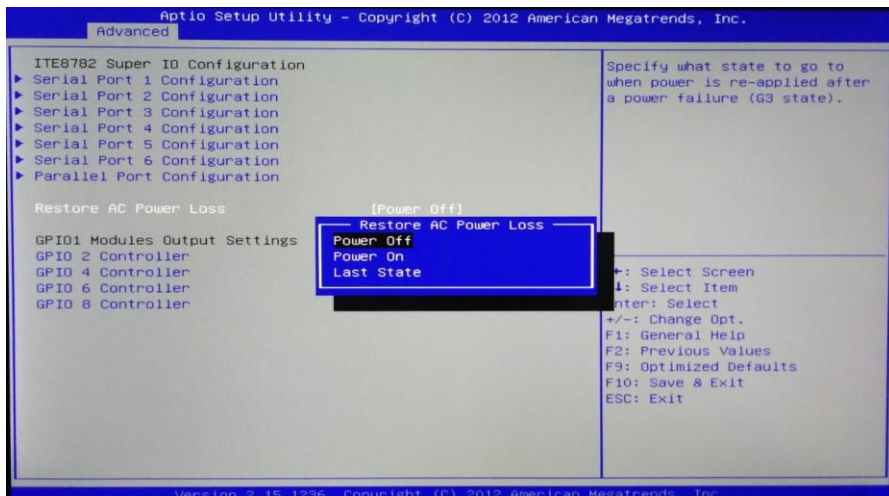 Aptio Setup Utility - Copyright (C) 2012 American Megatrends, Inc.
Advanced
ITE8782 Super IO Configuration
Serial Port 1 Configuration
Serial Port 2 Configuration
Serial Port 3 Configuration
Serial Port 4 Configuration
Serial Port 5 Configuration
Serial Port 6 Configuration
Parallel Port Configuration
Restore AC Power Loss [Power Off]
GPIO1 Modules Output Settings
GPIO 2 Controller
GPIO 4 Controller
GPIO 6 Controller
GPIO 8 Controller
Restore AC Power Loss
Power Off
Power On
Last State
Specify what state to go to
when power is re-applied after
a power failure (G3 state).
: Select Screen
: Select Item
nter: Select
+/-: Change Opt.
F1: General Help
F2: Previous Values
F9: Optimized Defaults
F10: Save & Exit
ESC: Exit
Version 2.15.1236. Copyright (C) 2012 American Megatrends, Inc.